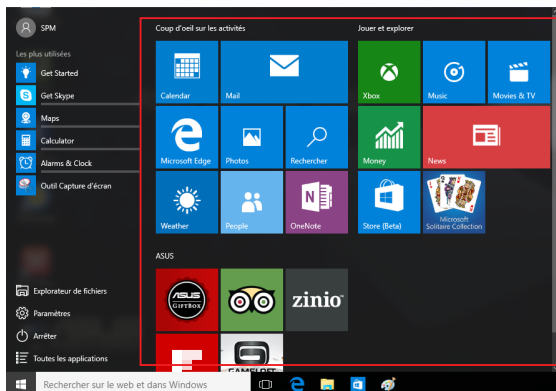 SPM
Les plus utilisées
Get Started
Get Skype
Maps
Calculator
Alarms & Clock
Outil Capture d'écran
Explorateur de fichiers
Paramètres
Arrêter
Toutes les applications
Coup d'oeil sur les activités
Calendar
Mail
Microsoft Edge
Photos
Rechercher
Weather
People
OneNote
Jouer et explorer
Xbox
Music
Movies & TV
Money
News
Store (Beta)
Microsoft
Solitaire Collection
ASUS
ASUS
GIFTBOX
zinio
GAMELOFT
Rechercher sur le web et dans Windows